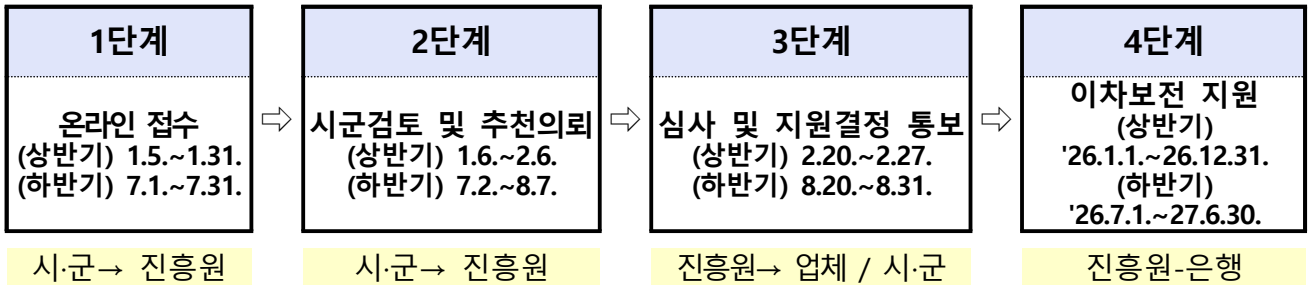 1단계
온라인 접수
(상반기) 1.5.~1.31.
(하반기) 7.1.~7.31.
시·군→ 진흥원
⇨
2단계
시군검토 및 추천의뢰
(상반기) 1.6.~2.6.
(하반기) 7.2.~8.7.
시·군→ 진흥원
⇨
3단계
심사 및 지원결정 통보
(상반기) 2.20.~2.27.
(하반기) 8.20.~8.31.
진흥원→ 업체 / 시·군
⇨
4단계
이차보전 지원
(상반기)
'26.1.1.~26.12.31.
(하반기)
'26.7.1.~27.6.30.
진흥원-은행